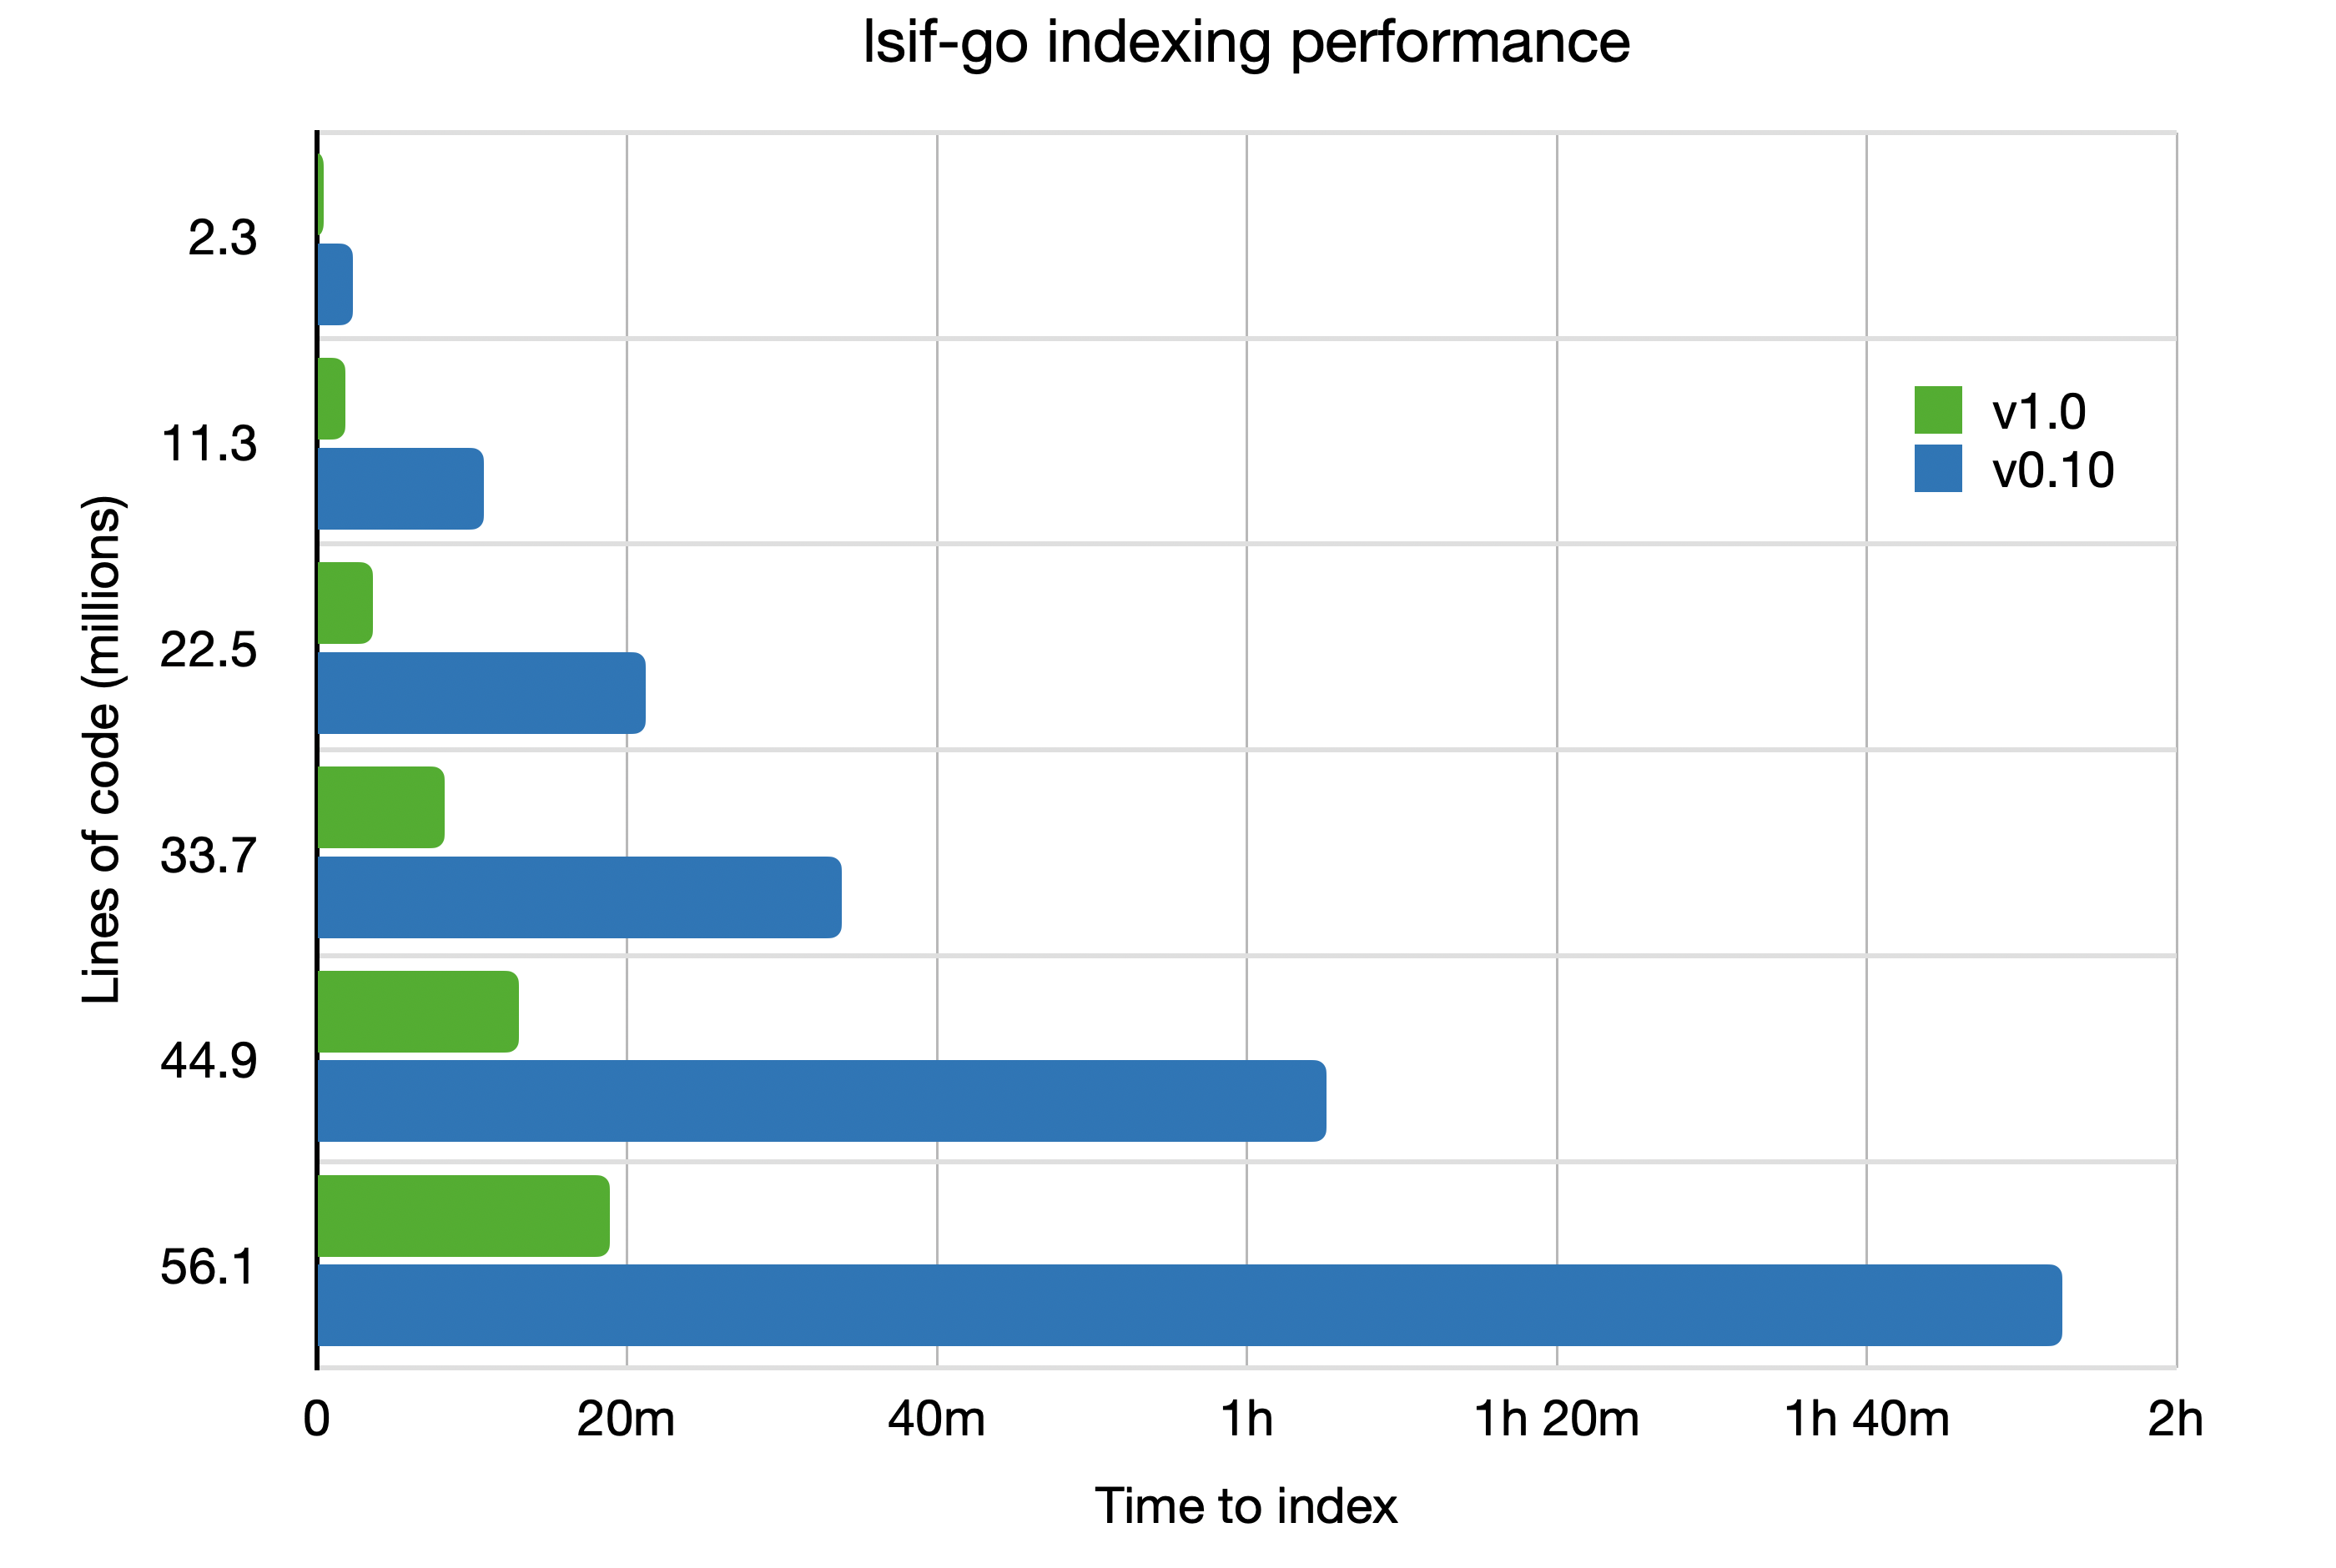 lsif-go indexing performance
2.3
11.3
22.5
33.7
44.9
56.1
Lines of code (millions)
v1.0
v0.10
0
20m
40m
1h
1h 20m
1h 40m
2h
Time to index